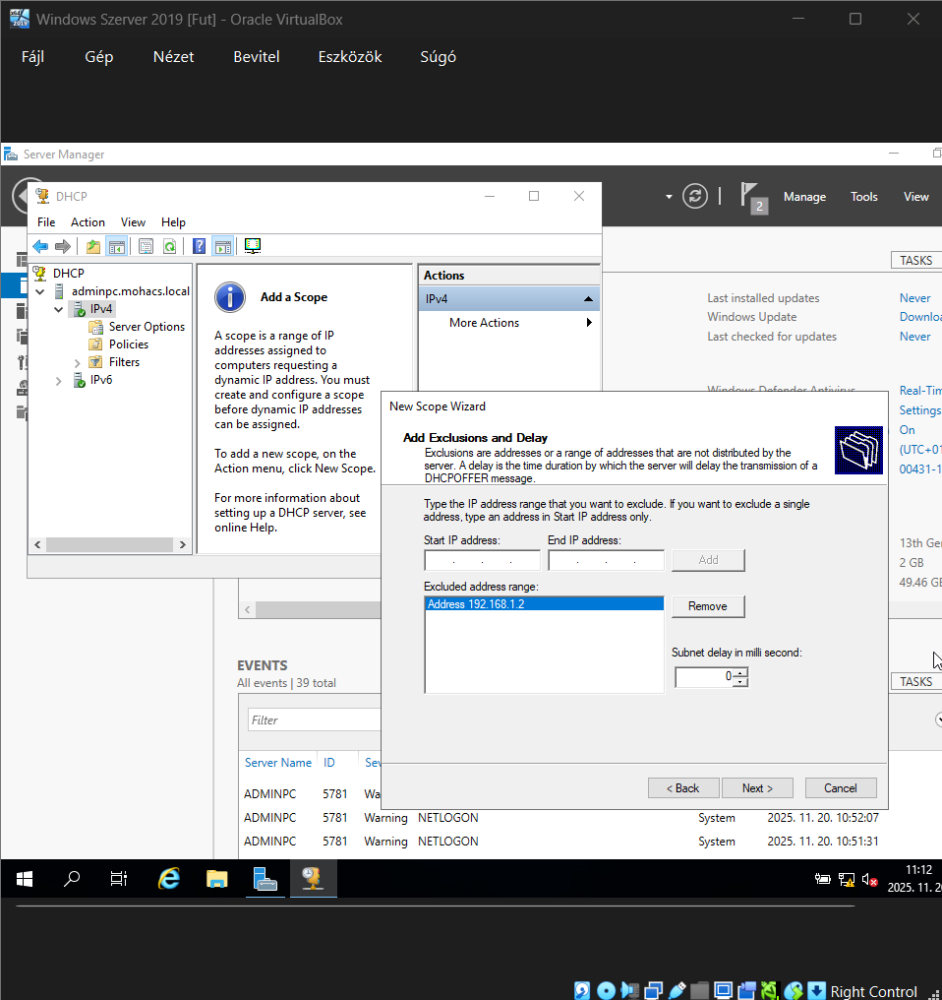 Windows Szerver 2019 [Fut] - Oracle VirtualBox
Fájl Gép Nézet Bevitel Eszközök Súgó
Server Manager
2 Manage Tools View
DHCP
File Action View Help
DHCP
adminpc.mohacs.local
IPv4
Server Options
Policies
Filters
IPv6
Add a Scope
A scope is a range of IP
addresses assigned to
computers requesting a
dynamic IP address. You must
create and configure a scope
before dynamic IP addresses
can be assigned.
To add a new scope, on the
Action menu, click New Scope.
For more information about
setting up a DHCP server, see
online Help.
Actions
IPv4
More Actions
TASKS
Last installed updates Never
Windows Update Downlo
Last checked for updates Never
Windows Defender Antivirus Real-Tim
Settings
On
(UTC+01
00431-1
13th Ger
2 GB
49.46 GB
New Scope Wizard
Add Exclusions and Delay
Exclusions are addresses or a range of addresses that are not distributed by the
server. A delay is the time duration by which the server will delay the transmission of a
DHCPOFFER message.
Type the IP address range that you want to exclude. If you want to exclude a single
address, type an address in Start IP address only.
Start IP address: End IP address:
Add
Excluded address range:
Address 192.168.1.2
Remove
Subnet delay in milli second:
0
< Back Next > Cancel
EVENTS
All events | 39 total
TASKS
Filter
Server Name ID Sev
ADMINPC 5781 Wa
ADMINPC 5781 Warning NETLOGON System 2025. 11. 20. 10:52:07
ADMINPC 5781 Warning NETLOGON System 2025. 11. 20. 10:51:31
11:12
2025. 11. 20
Right Control